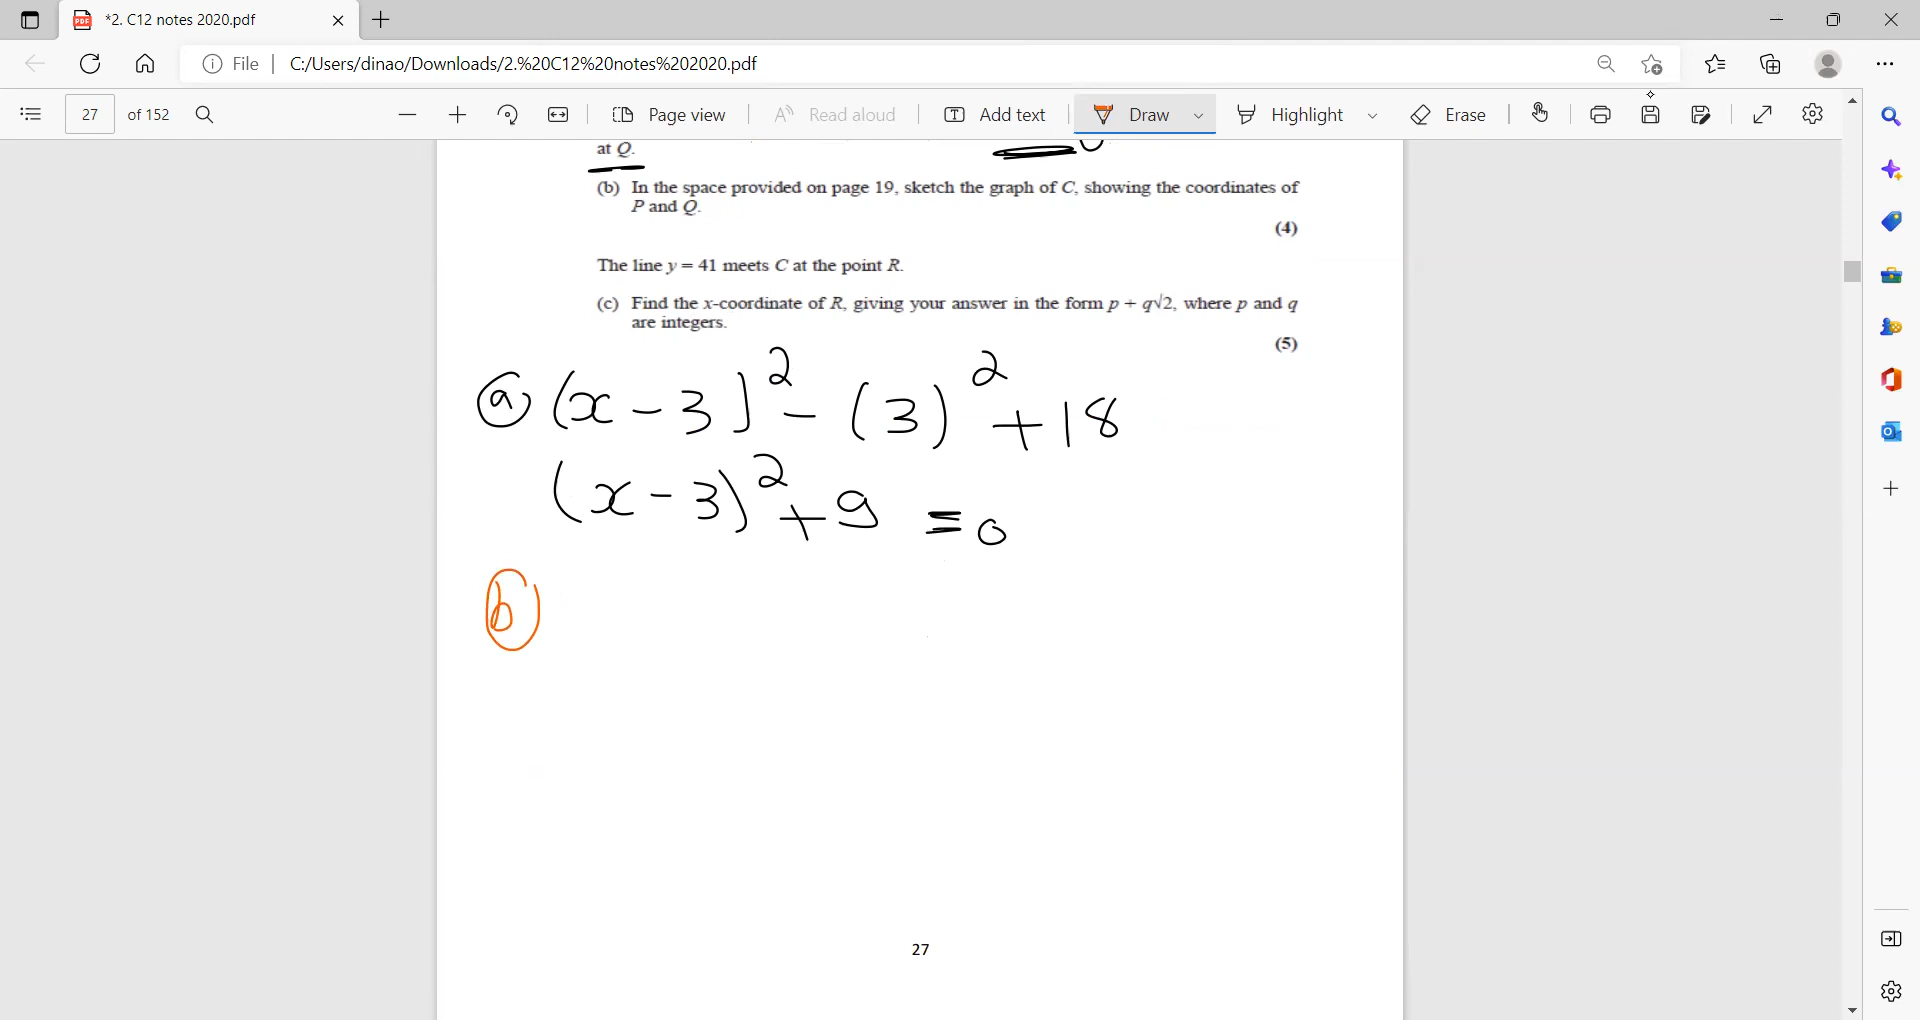 *2. C12 notes 2020.pdf
File | C:/Users/dinao/Downloads/2.%20C12%20notes%202020.pdf
27 of 152 Page view Read aloud Add text Draw Highlight Erase
at Q.
(b) In the space provided on page 19, sketch the graph of C, showing the coordinates of
P and Q.
(4)
The line y = 41 meets C at the point R.
(c) Find the x-coordinate of R, giving your answer in the form p + q√2, where p and q
are integers.
(5)
(a) (x - 3)² - (3)² + 18
(x - 3)² + 9 = 0
(b)
27